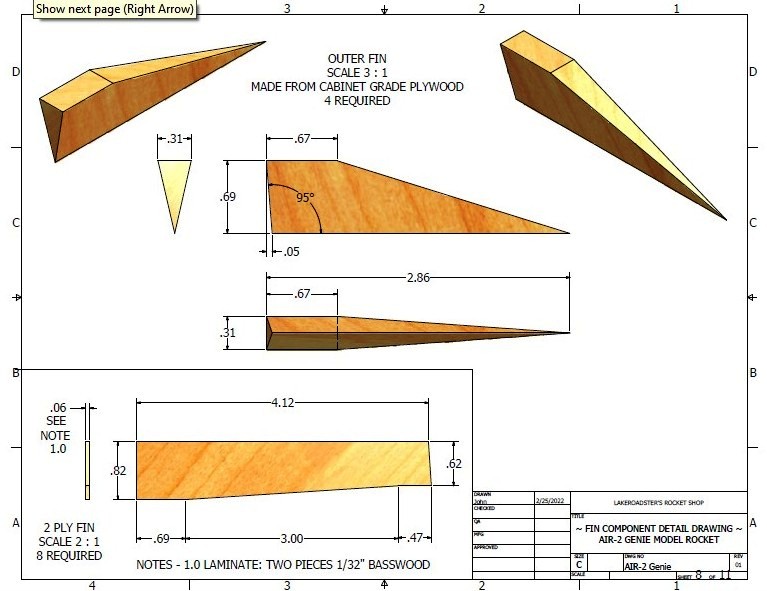 Show next page (Right Arrow)
3
2
1
D
D
OUTER FIN
SCALE 3 : 1
MADE FROM CABINET GRADE PLYWOOD
4 REQUIRED
.31
.67
.69
95°
.05
C
C
2.86
.67
.31
B
B
4.12
.06
SEE
NOTE
1.0
.82
.62
.69
3.00
.47
2 PLY FIN
SCALE 2 : 1
8 REQUIRED
NOTES - 1.0 LAMINATE: TWO PIECES 1/32" BASSWOOD
A
A
DRAWN
John
2/25/2022
CHECKED
QA
MFG
APPROVED
LAKEROADSTER'S ROCKET SHOP
TITLE
~ FIN COMPONENT DETAIL DRAWING ~
AIR-2 GENIE MODEL ROCKET
SIZE
C
DWG NO
AIR-2 Genie
REV
01
SCALE
SHEET 8 OF 11
4
3
2
1